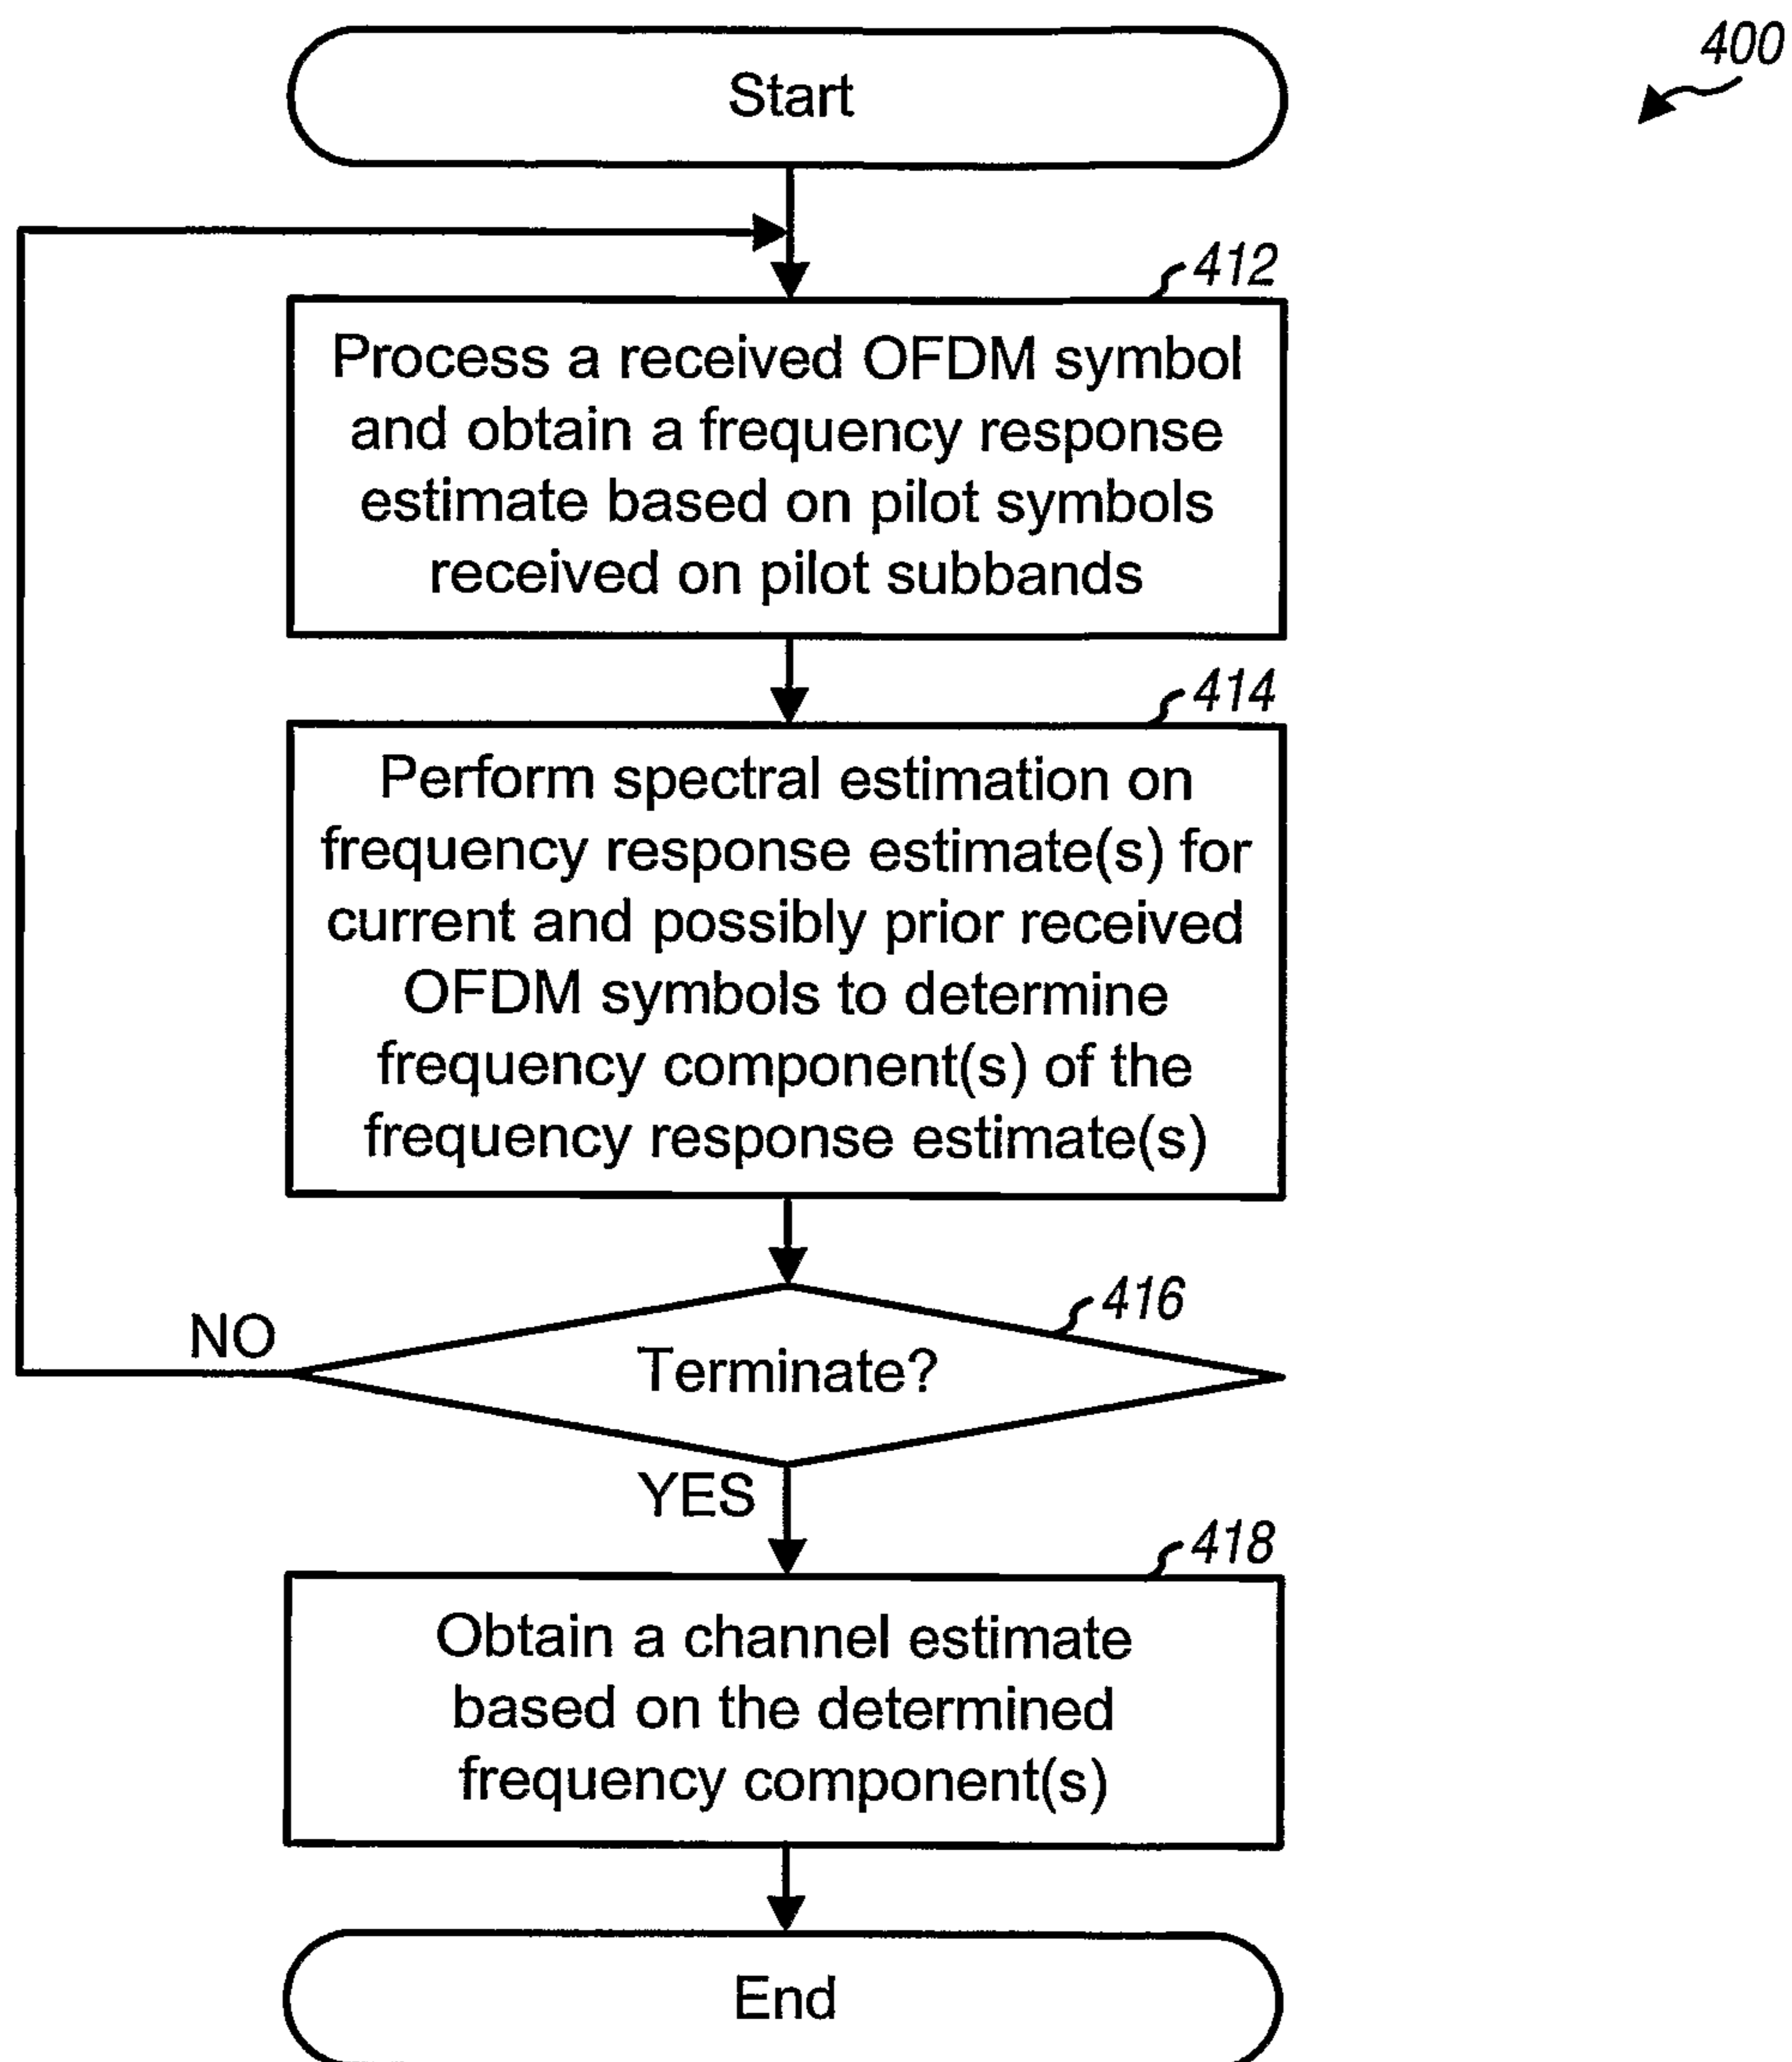 400
Start
412
Process a received OFDM symbol
and obtain a frequency response
estimate based on pilot symbols
received on pilot subbands
414
Perform spectral estimation on
frequency response estimate(s) for
current and possibly prior received
OFDM symbols to determine
frequency component(s) of the
frequency response estimate(s)
416
NO
Terminate?
YES
418
Obtain a channel estimate
based on the determined
frequency component(s)
End